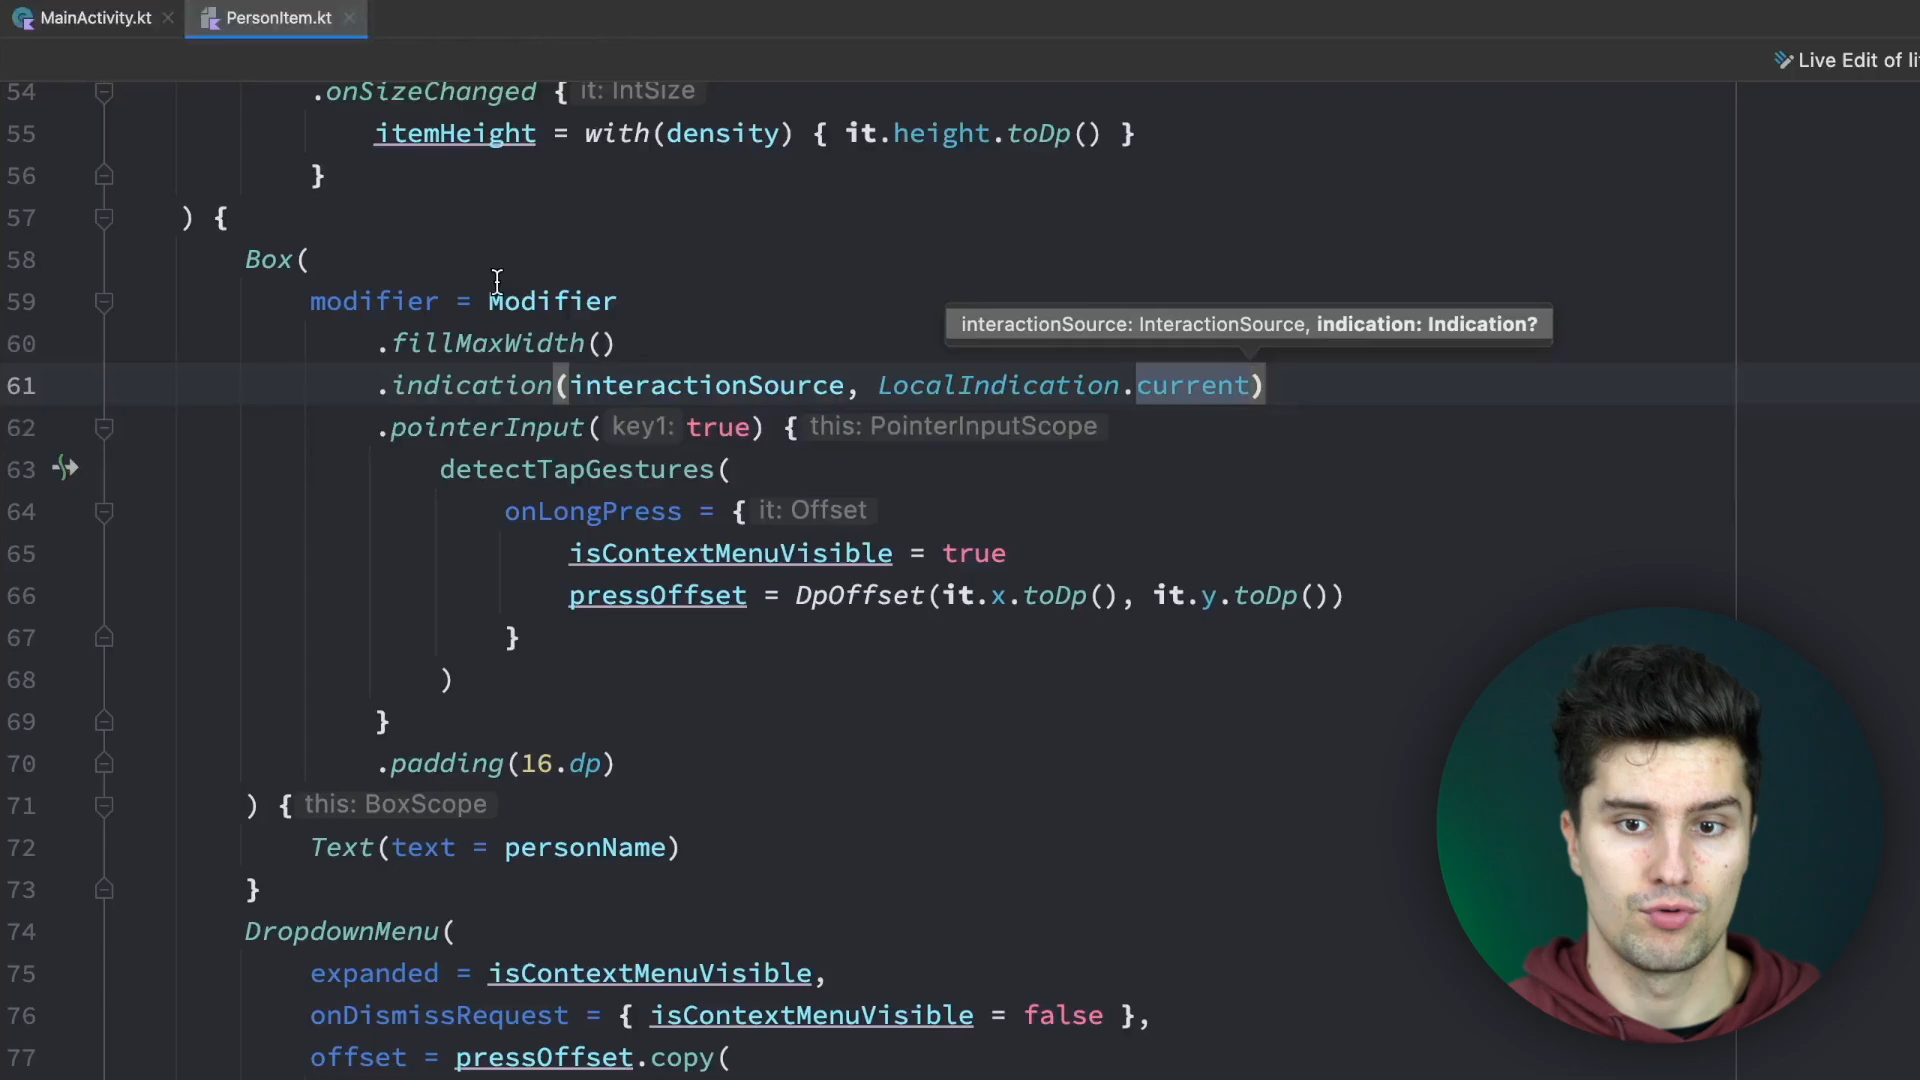 MainActivity.kt
PersonItem.kt
Live Edit of li
54 .onSizeChanged { it: IntSize
55 itemHeight = with(density) { it.height.toDp() }
56 }
57 ) {
58 Box(
59 modifier = Modifier
interactionSource: InteractionSource, indication: Indication?
60 .fillMaxWidth()
61 .indication(interactionSource, LocalIndication.current)
62 .pointerInput( key1: true) { this: PointerInputScope
63 detectTapGestures(
64 onLongPress = { it: Offset
65 isContextMenuVisible = true
66 pressOffset = DpOffset(it.x.toDp(), it.y.toDp())
67 }
68 )
69 }
70 .padding(16.dp)
71 ) { this: BoxScope
72 Text(text = personName)
73 }
74 DropdownMenu(
75 expanded = isContextMenuVisible,
76 onDismissRequest = { isContextMenuVisible = false },
77 offset = pressOffset.copy(